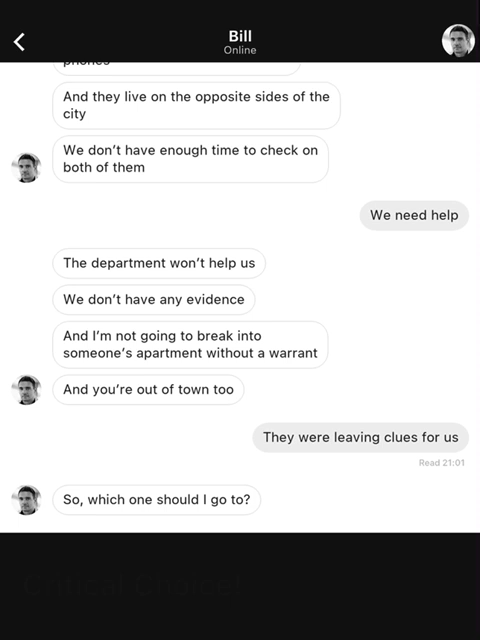 Bill
Online
phones
And they live on the opposite sides of the
city
We don’t have enough time to check on
both of them
We need help
The department won’t help us
We don’t have any evidence
And I’m not going to break into
someone’s apartment without a warrant
And you’re out of town too
They were leaving clues for us
Read 21:01
So, which one should I go to?
Critical Choice!